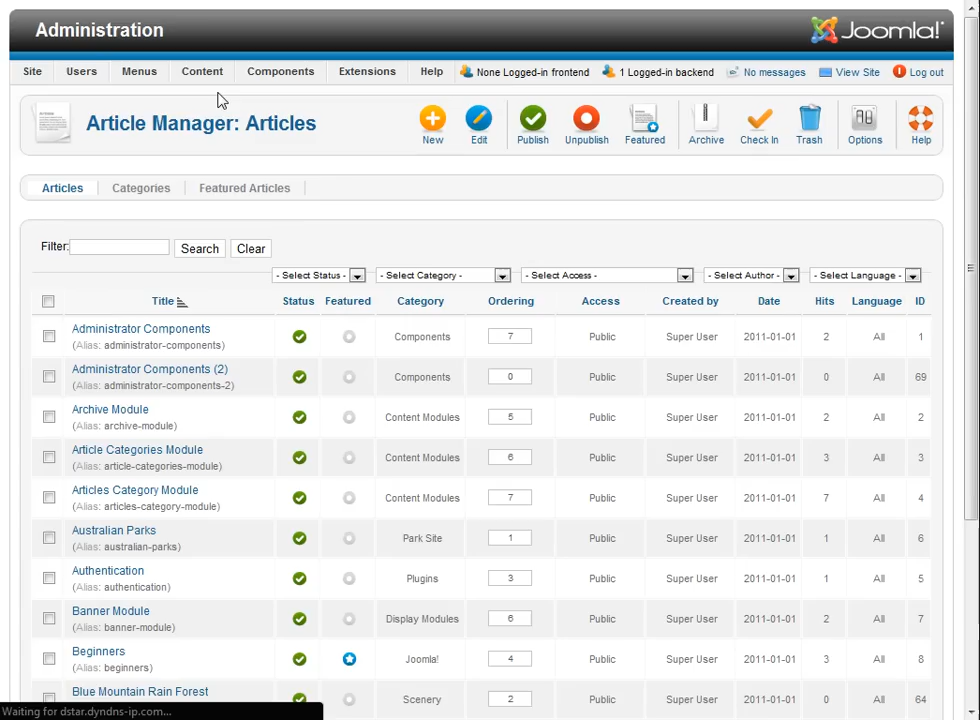 Administration
Joomla!
Site Users Menus Content Components Extensions Help None Logged-in frontend 1 Logged-in backend No messages View Site Log out
Article Manager: Articles
New Edit Publish Unpublish Featured Archive Check In Trash Options Help
Articles Categories Featured Articles
Filter: Search Clear
- Select Status - - Select Category - - Select Access - - Select Author - - Select Language -
Title Status Featured Category Ordering Access Created by Date Hits Language ID
Administrator Components
(Alias: administrator-components) Components 7 Public Super User 2011-01-01 2 All 1
Administrator Components (2)
(Alias: administrator-components-2) Components 0 Public Super User 2011-01-01 0 All 69
Archive Module
(Alias: archive-module) Content Modules 5 Public Super User 2011-01-01 2 All 2
Article Categories Module
(Alias: article-categories-module) Content Modules 6 Public Super User 2011-01-01 3 All 3
Articles Category Module
(Alias: articles-category-module) Content Modules 7 Public Super User 2011-01-01 7 All 4
Australian Parks
(Alias: australian-parks) Park Site 1 Public Super User 2011-01-01 1 All 6
Authentication
(Alias: authentication) Plugins 3 Public Super User 2011-01-01 1 All 5
Banner Module
(Alias: banner-module) Display Modules 6 Public Super User 2011-01-01 2 All 7
Beginners
(Alias: beginners) Joomla! 4 Public Super User 2011-01-01 3 All 8
Blue Mountain Rain Forest
Scenery 2 Public Super User 2011-01-01 0 All 64
Waiting for dstar.dyndns-ip.com...